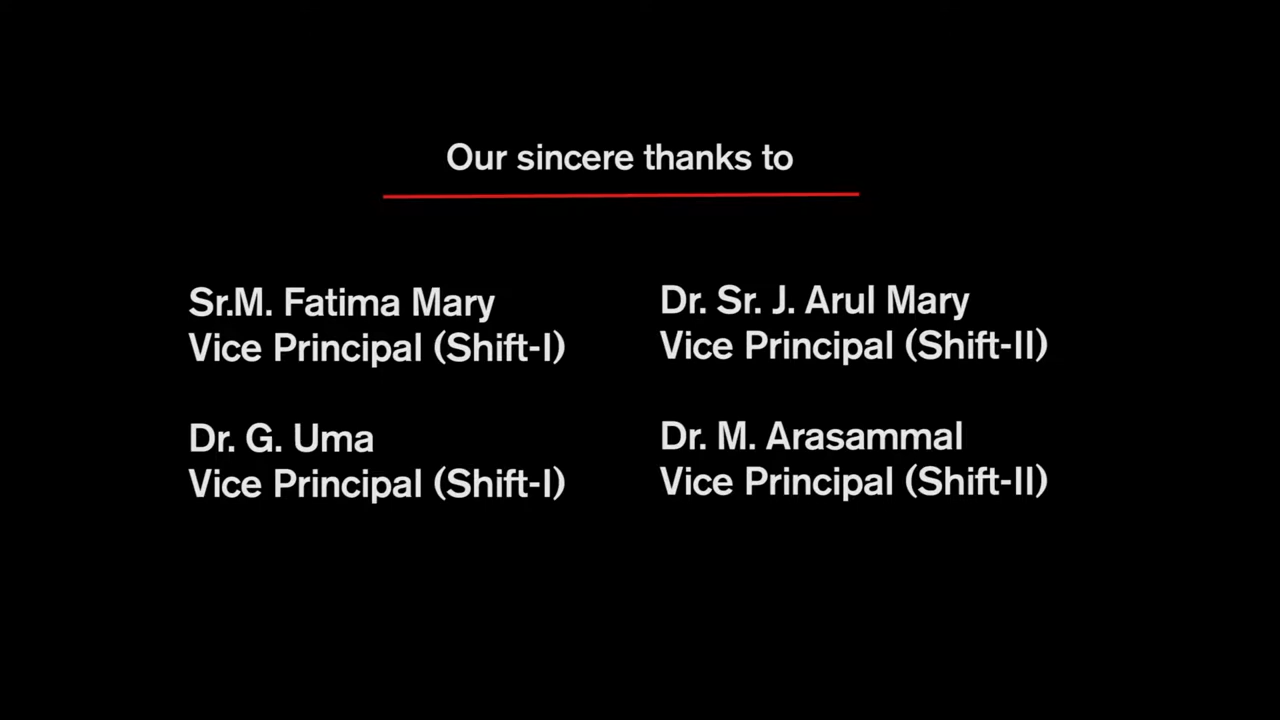 Our sincere thanks to
Sr.M. Fatima Mary
Vice Principal (Shift-I)
Dr. Sr. J. Arul Mary
Vice Principal (Shift-II)
Dr. G. Uma
Vice Principal (Shift-I)
Dr. M. Arasammal
Vice Principal (Shift-II)